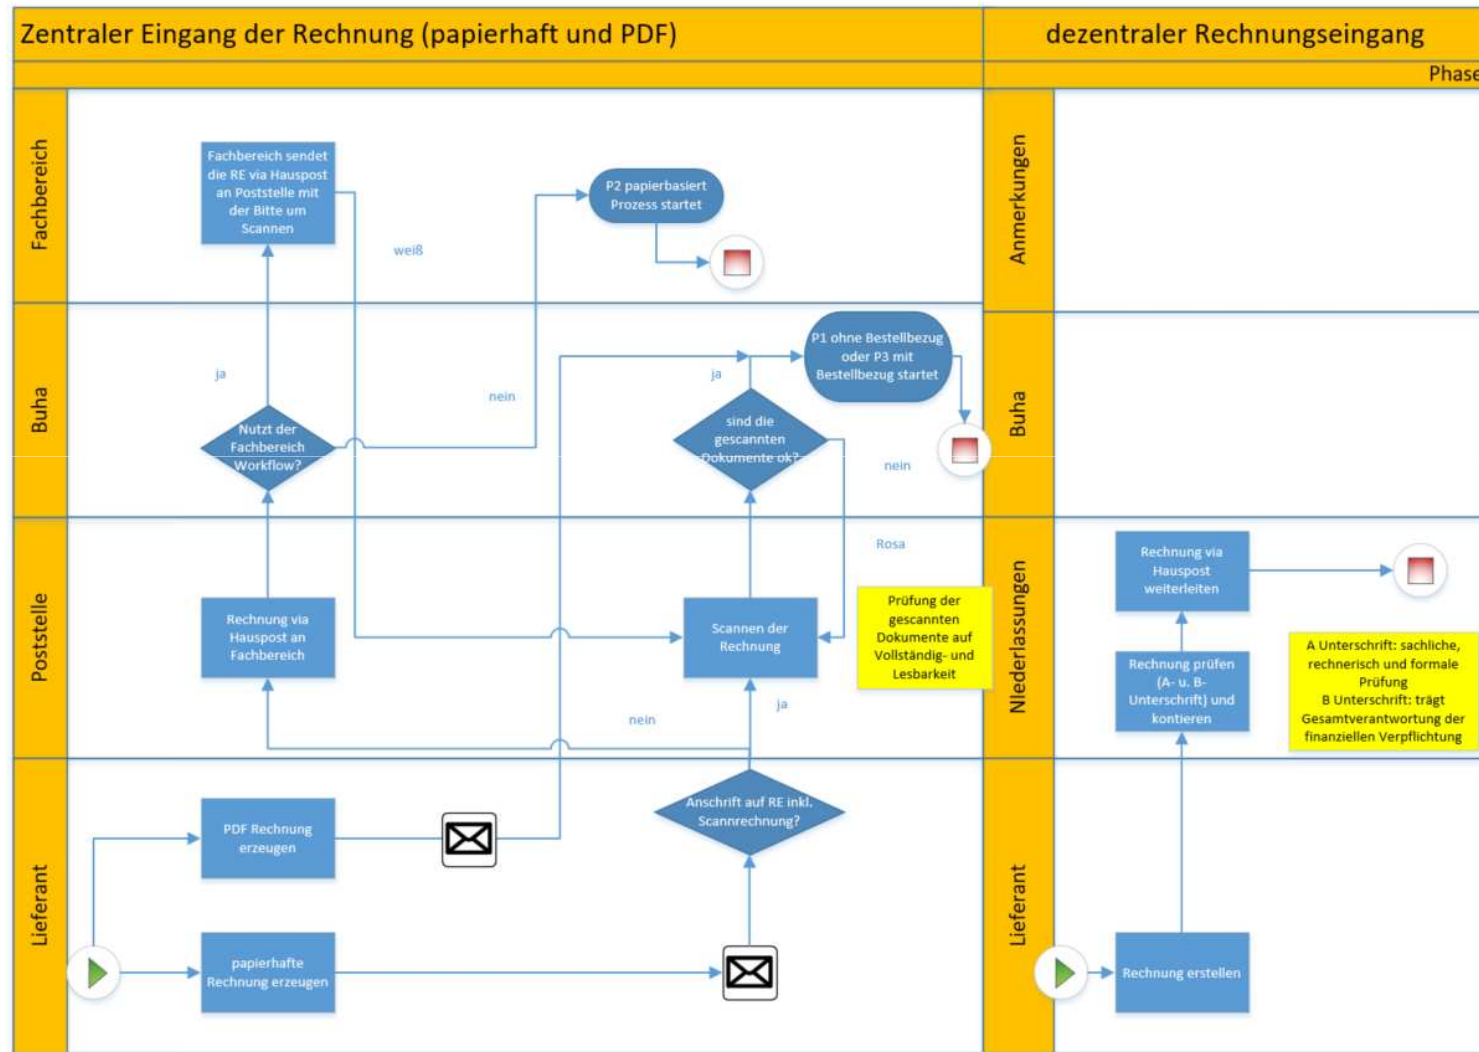 Zentraler Eingang der Rechnung (papierhaft und PDF)
dezentraler Rechnungseingang
Phase
Fachbereich
Fachbereich sendet
die RE via Hauspost
an Poststelle mit
der Bitte um
Scannen
weiß
P2 papierbasiert
Prozess startet
Anmerkungen
Buha
ja
Nutzt der
Fachbereich
Workflow?
nein
ja
sind die
gescannten
Dokumente ok?
P1 ohne Bestellbezug
oder P3 mit
Bestellbezug startet
nein
Buha
Poststelle
Rechnung via
Hauspost an
Fachbereich
nein
Scannen der
Rechnung
ja
Rosa
Prüfung der
gescannten
Dokumente auf
Vollständig- und
Lesbarkeit
NIederlassungen
Rechnung via
Hauspost
weiterleiten
Rechnung prüfen
(A- u. B-
Unterschrift) und
kontieren
A Unterschrift: sachliche,
rechnerisch und formale
Prüfung
B Unterschrift: trägt
Gesamtverantwortung der
finanziellen Verpflichtung
Lieferant
PDF Rechnung
erzeugen
papierhafte
Rechnung erzeugen
Anschrift auf RE inkl.
Scannrechnung?
Lieferant
Rechnung erstellen